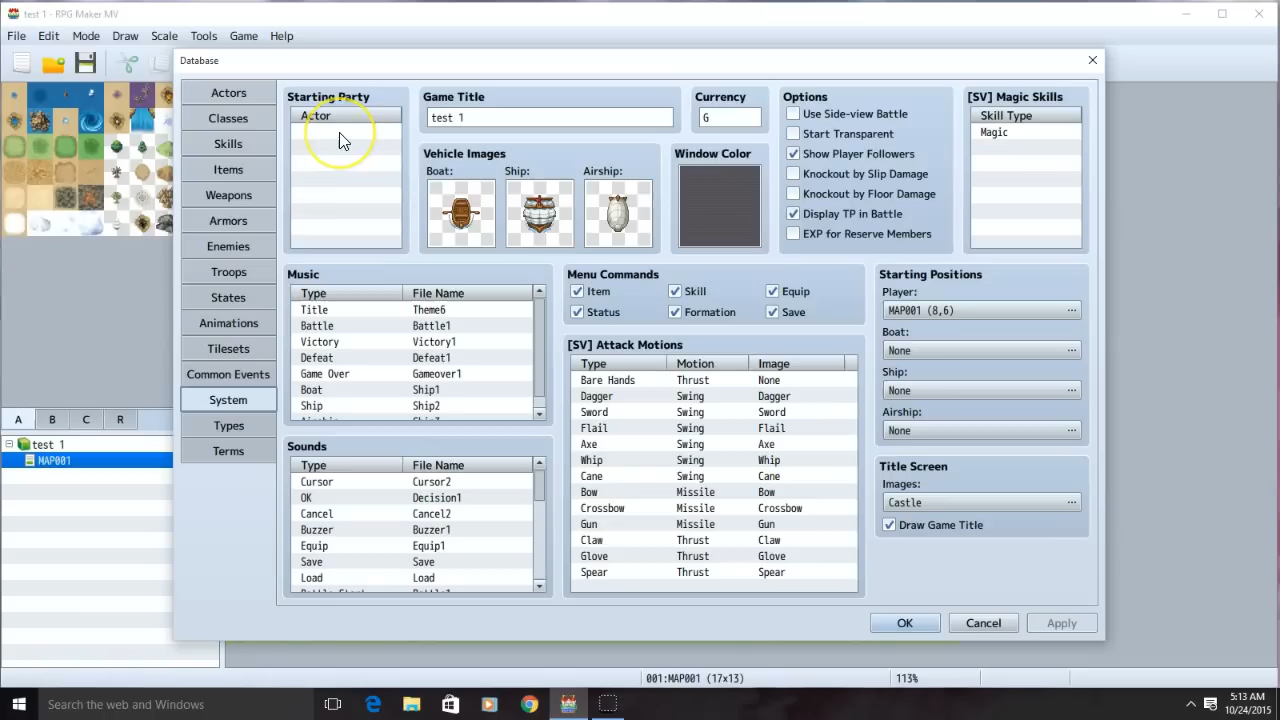 test 1 - RPG Maker MV
File Edit Mode Draw Scale Tools Game Help
Database
Actors
Classes
Skills
Items
Weapons
Armors
Enemies
Troops
States
Animations
Tilesets
Common Events
System
Types
Terms
Starting Party
Actor
Game Title
test 1
Currency
G
Vehicle Images
Boat: Ship: Airship:
Window Color
Options
Use Side-view Battle
Start Transparent
Show Player Followers
Knockout by Slip Damage
Knockout by Floor Damage
Display TP in Battle
EXP for Reserve Members
[SV] Magic Skills
Skill Type
Magic
Music
Type File Name
Title Theme6
Battle Battle1
Victory Victory1
Defeat Defeat1
Game Over Gameover1
Boat Ship1
Ship Ship2
Sounds
Type File Name
Cursor Cursor2
OK Decision1
Cancel Cancel2
Buzzer Buzzer1
Equip Equip1
Save Save
Load Load
Menu Commands
Item Skill Equip
Status Formation Save
[SV] Attack Motions
Type Motion Image
Bare Hands Thrust None
Dagger Swing Dagger
Sword Swing Sword
Flail Swing Flail
Axe Swing Axe
Whip Swing Whip
Cane Swing Cane
Bow Missile Bow
Crossbow Missile Crossbow
Gun Missile Gun
Claw Thrust Claw
Glove Thrust Glove
Spear Thrust Spear
Starting Positions
Player:
MAP001 (8,6) ...
Boat:
None ...
Ship:
None ...
Airship:
None ...
Title Screen
Images:
Castle ...
Draw Game Title
OK Cancel Apply
A B C R
test 1
MAP001
001:MAP001 (17x13) 113%
Search the web and Windows
5:13 AM
10/24/2015